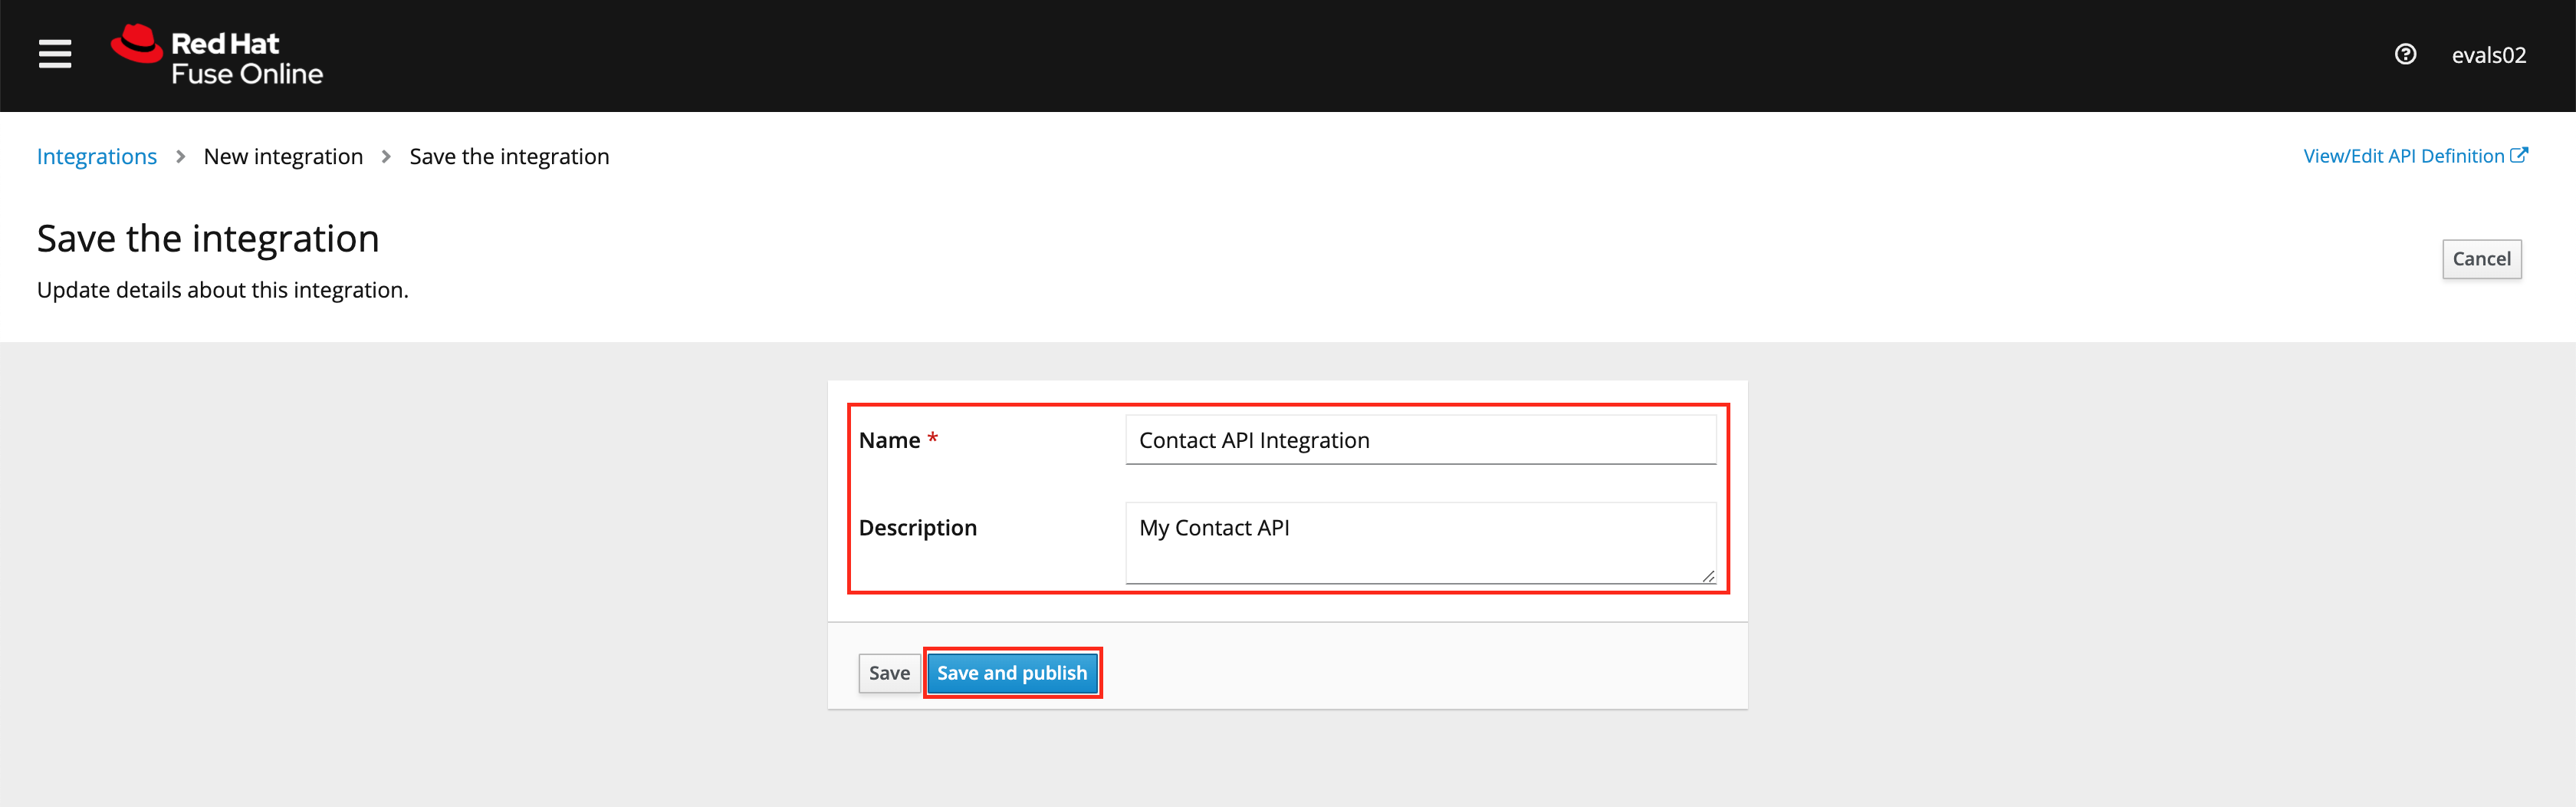 Red Hat
Fuse Online
evals02
Integrations > New integration > Save the integration
View/Edit API Definition
Save the integration
Cancel
Update details about this integration.
Name *
Contact API Integration
Description
My Contact API
Save
Save and publish